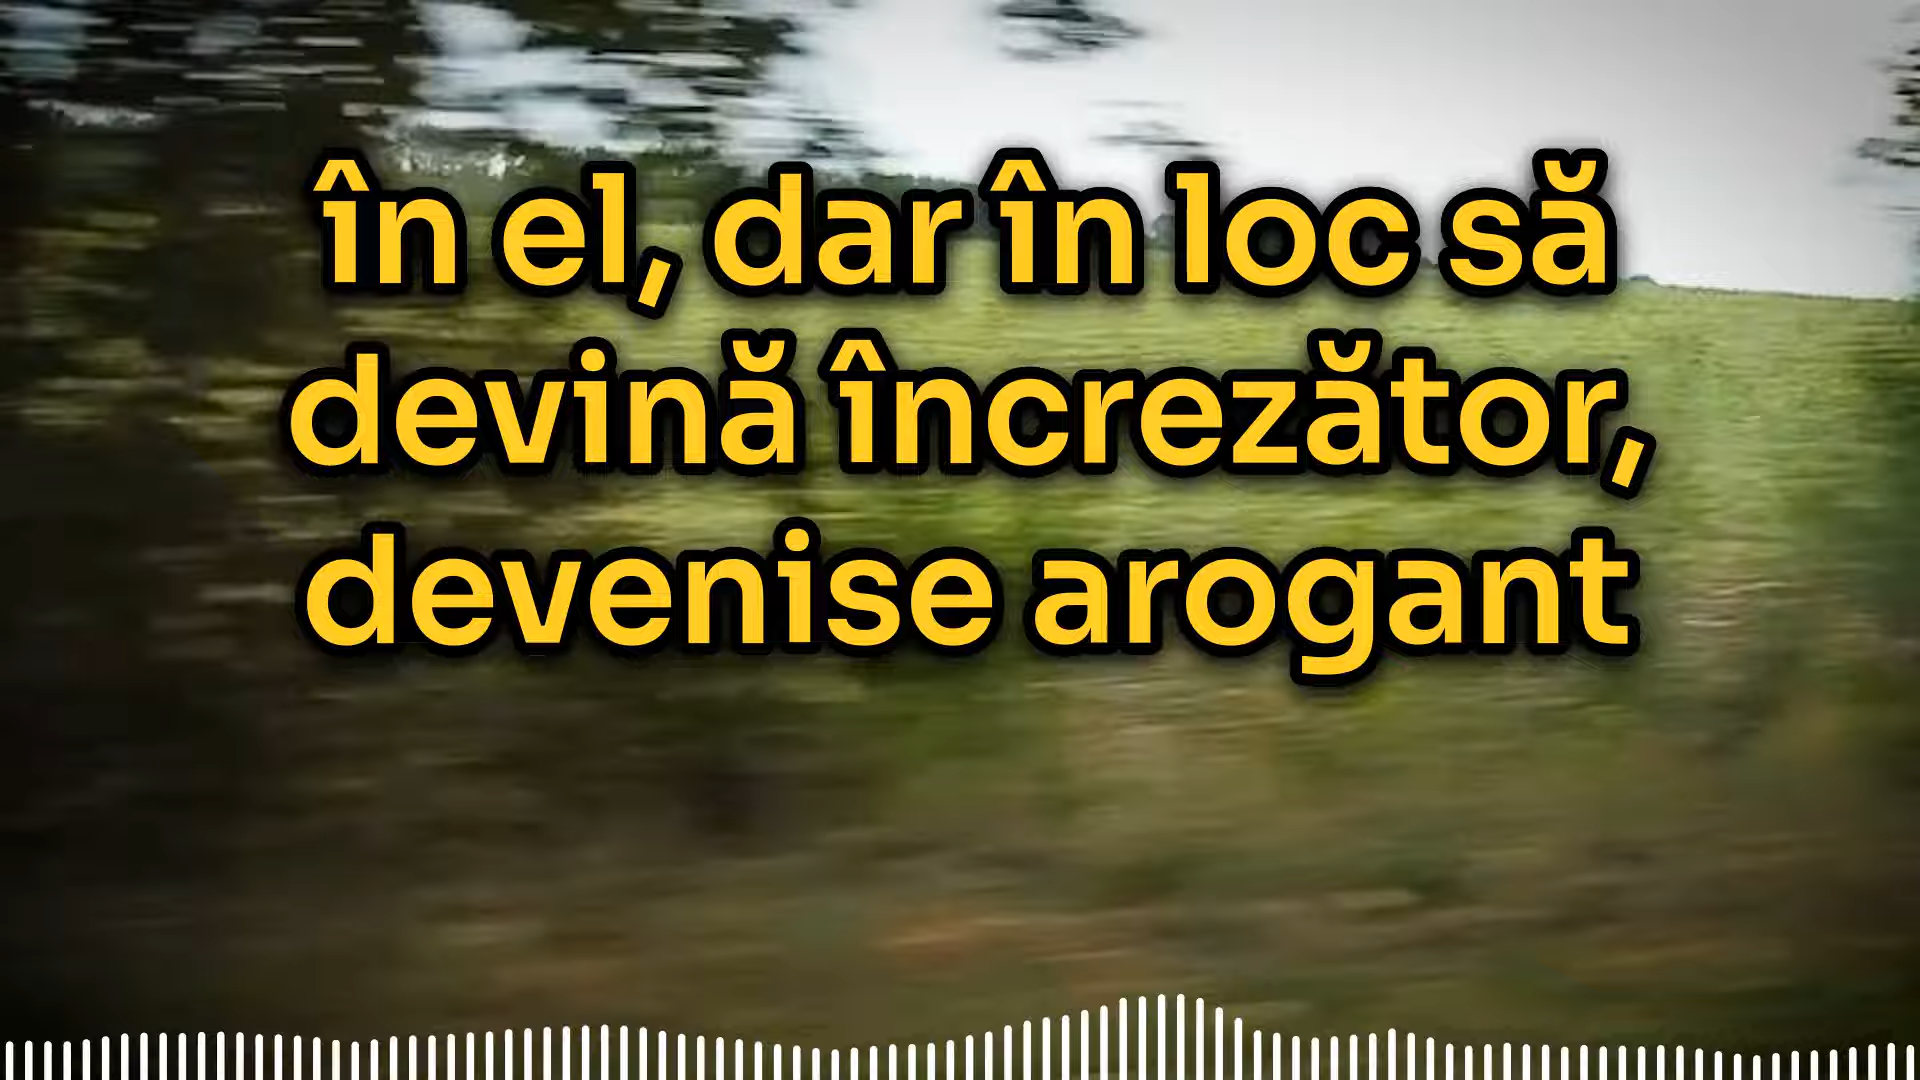 în el, dar în loc să
devină încrezător,
devenise arogant